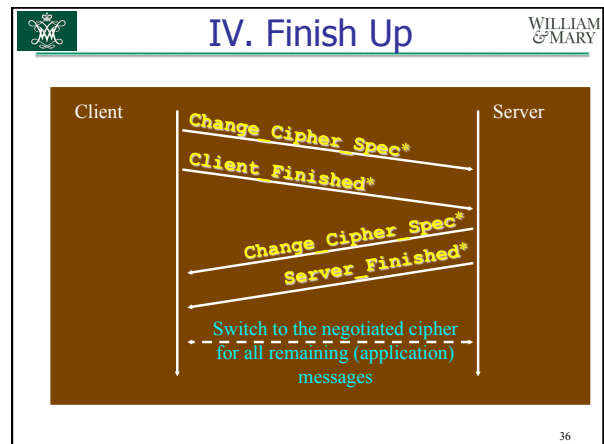 IV. Finish Up
WILLIAM
& MARY
Client
Server
Change_Cipher_Spec*
Client_Finished*
Change_Cipher_Spec*
Server_Finished*
Switch to the negotiated cipher
for all remaining (application)
messages
36